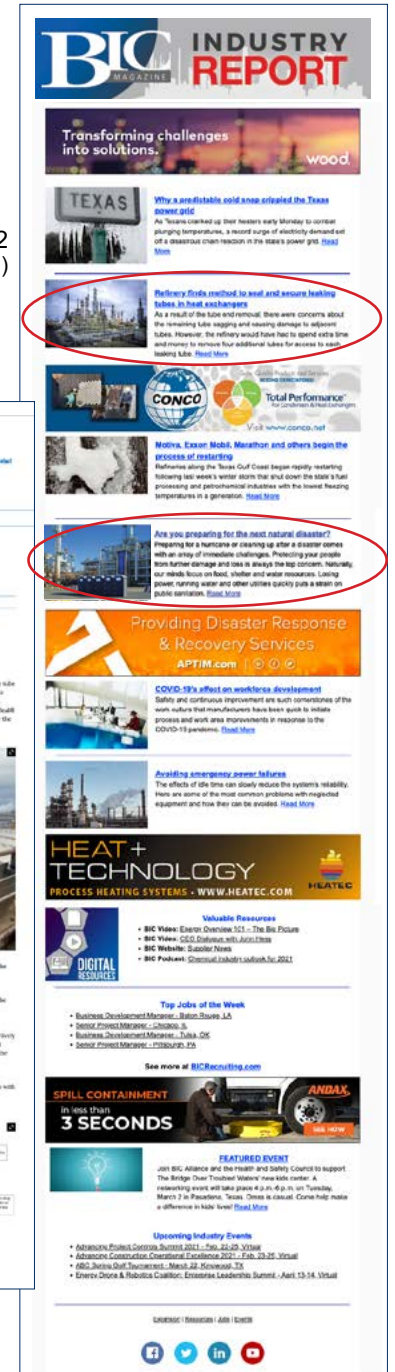 BIC INDUSTRY
MAGAZINE REPORT
Transforming challenges
into solutions.
wood.
TEXAS
Why a predictable cold snap crippled the Texas
power grid
As Texans cranked up their heaters early Monday to combat
plunging temperatures, a record surge of electricity demand set
off a disastrous chain reaction in the state's power grid. Read
More
2
)
Refinery finds method to seal and secure leaking
tubes in heat exchangers
As a result of the tube end removal, there were concerns about
the remaining tube sagging and causing damage to adjacent
tubes. However, the refinery would have had to spend extra time
and money to remove four additional tubes for access to each
leaking tube. Read More
CONCO
Total Performance
Visit www.conco.net
Motiva, Exxon Mobil, Marathon and others begin the
process of restarting
Refineries along the Texas Gulf Coast began rapidly restarting
following last week's winter storm that shut down the state's fuel
processing and petrochemical industries with the lowest freezing
temperatures in a generation. Read More
Are you preparing for the next natural disaster?
Preparing for a hurricane or cleaning up after a disaster comes
with an array of immediate challenges. Protecting your people
from further damage and loss is always the top concern. Naturally,
our minds focus on food, shelter and water resources. Losing
power, running water and other utilities quickly puts a strain on
public sanitation. Read More
Providing Disaster Response
& Recovery Services
APTIM.com
COVID-19's affect on workforce development
Safety and continuous improvement are such cornerstones of the
work culture that manufacturers have been quick to initiate
process and work area improvements in response to the
COVID-19 pandemic. Read More
Avoiding emergency power failures
The effects of idle time can slowly reduce the system's reliability.
Here are some of the most common problems with neglected
equipment and how they can be avoided. Read More
HEAT+
TECHNOLOGY
PROCESS HEATING SYSTEMS • WWW.HEATEC.COM
HEATEC
DIGITAL
RESOURCES
Valuable Resources
• BIC Video: Energy Overview 101 – The Big Picture
• BIC Video: CEO Dialogue with John Hess
• BIC Website: Supplier News
• BIC Podcast: Chemical industry outlook for 2021
Top Jobs of the Week
• Business Development Manager - Baton Rouge, LA
• Senior Project Manager - Chicago, IL
• Business Development Manager - Tulsa, OK
• Senior Project Manager - Pittsburgh, PA
See more at BICRecruiting.com
SPILL CONTAINMENT
in less than
3 SECONDS
ANDAX
SEE HOW
FEATURED EVENT
Join BIC Alliance and the Health and Safety Council to support
The Bridge Over Troubled Waters' new kids center. A
networking event will take place 4 p.m.-6 p.m. on Tuesday,
March 2 in Pasadena, Texas. Dress is casual. Come help make
a difference in kids' lives! Read More
Upcoming Industry Events
• Advancing Project Controls Summit 2021 - Feb. 22-25, Virtual
• Advancing Construction Operational Excellence 2021 - Feb. 23-25, Virtual
• ABC Spring Golf Tournament - March 22, Kingwood, TX
• Energy Drone & Robotics Coalition: Enterprise Leadership Summit - April 13-14, Virtual
Resources | Jobs | Events